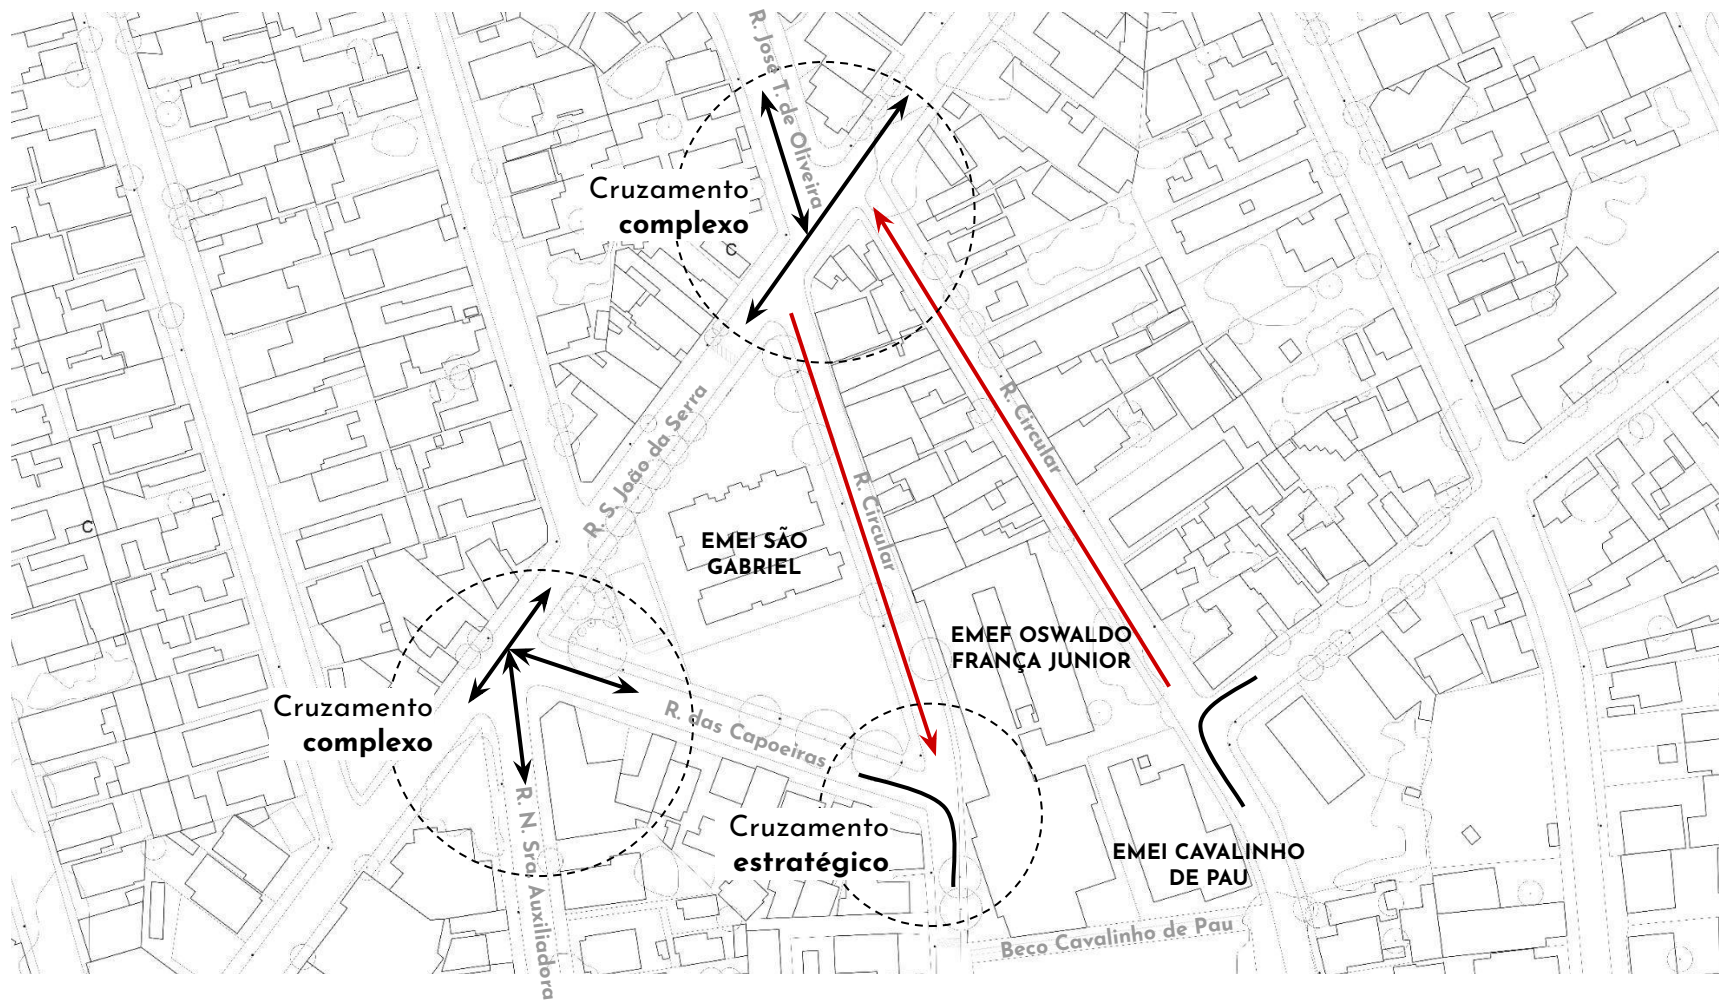 R. José T. de Oliveira
Cruzamento
complexo
C
R. S. João da Serra
R. Circular
R. Circular
C
EMEI SÃO
GABRIEL
EMEF OSWALDO
FRANÇA JUNIOR
Cruzamento
complexo
R. das Capoeiras
R. N. Sra. Auxiliadora
Cruzamento
estratégico
EMEI CAVALINHO
DE PAU
Beco Cavalinho de Pau